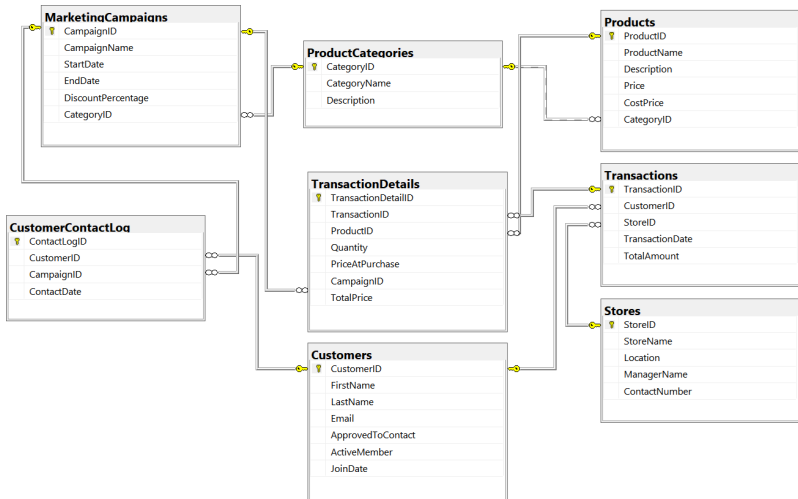 MarketingCampaigns
CampaignID
CampaignName
StartDate
EndDate
DiscountPercentage
CategoryID
ProductCategories
CategoryID
CategoryName
Description
Products
ProductID
ProductName
Description
Price
CostPrice
CategoryID
TransactionDetails
TransactionDetailID
TransactionID
ProductID
Quantity
PriceAtPurchase
CampaignID
TotalPrice
Transactions
TransactionID
CustomerID
StoreID
TransactionDate
TotalAmount
CustomerContactLog
ContactLogID
CustomerID
CampaignID
ContactDate
Stores
StoreID
StoreName
Location
ManagerName
ContactNumber
Customers
CustomerID
FirstName
LastName
Email
ApprovedToContact
ActiveMember
JoinDate